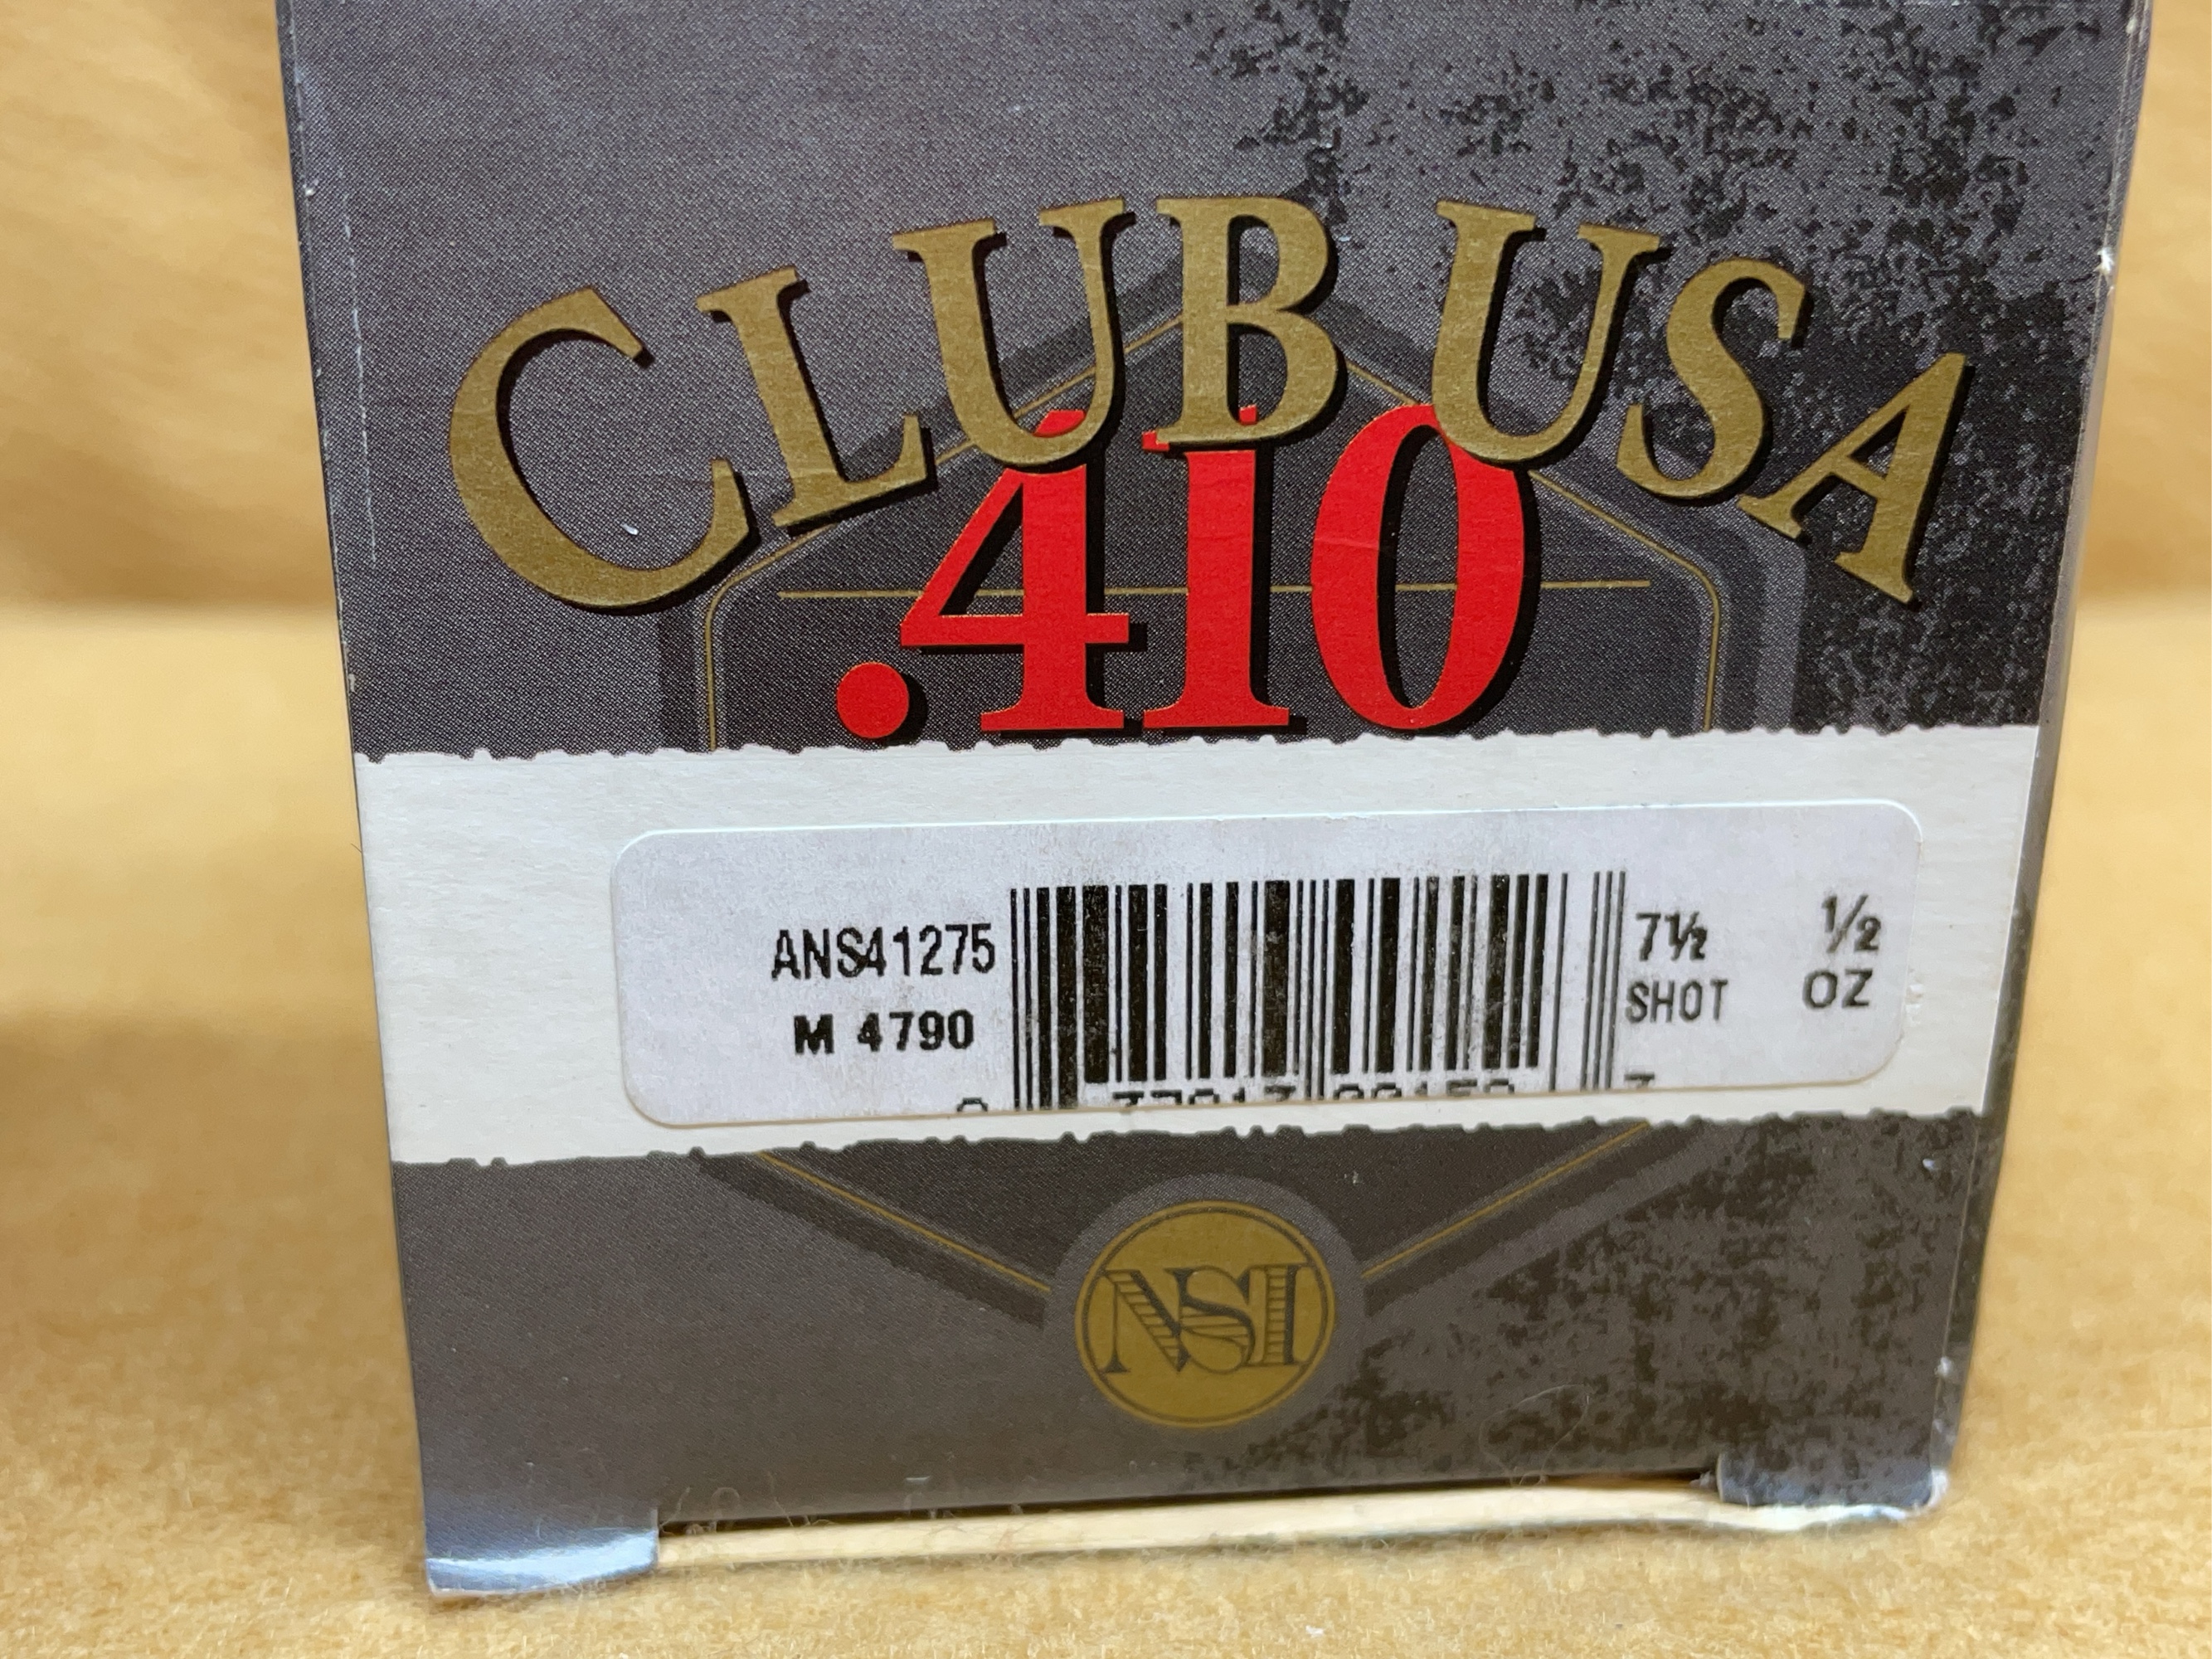 CLUB USA
.410
ANS41275
M 4790
7½ SHOT
½ OZ
NSI